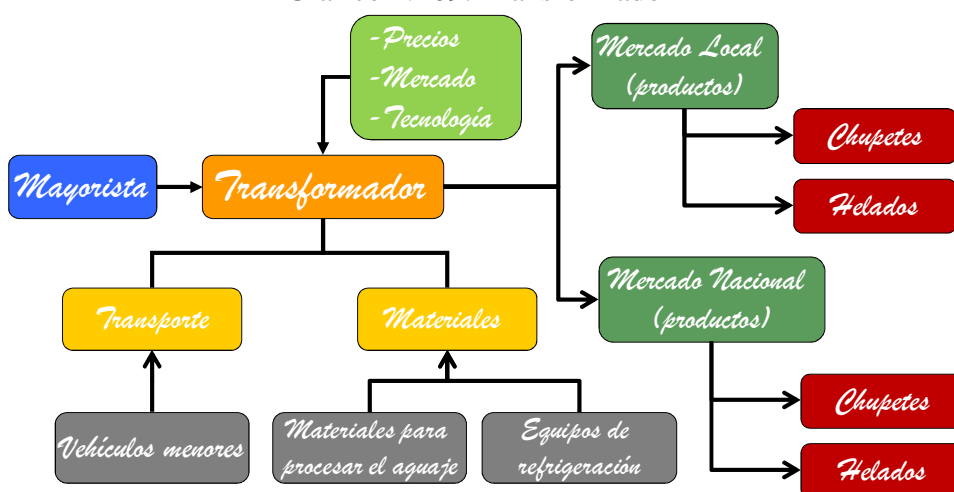 -Precios
-Mercado
-Tecnología
Mercado Local
(productos)
Chupetes
Helados
Mayorista
Transformador
Mercado Nacional
(productos)
Transporte
Materiales
Chupetes
Helados
Vehículos menores
Materiales para
procesar el aguaje
Equipos de
refrigeración